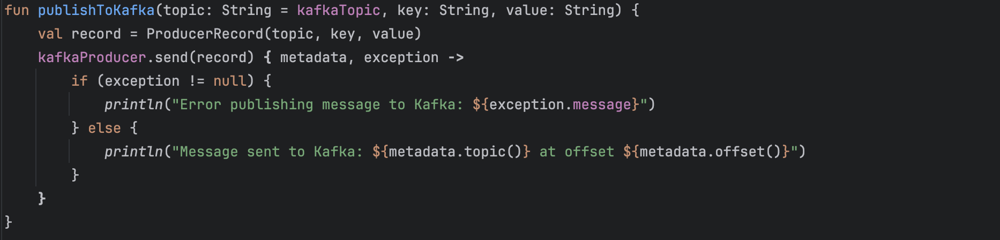 fun publishToKafka(topic: String = kafkaTopic, key: String, value: String) {
    val record = ProducerRecord(topic, key, value)
    kafkaProducer.send(record) { metadata, exception ->
        if (exception != null) {
            println("Error publishing message to Kafka: ${exception.message}")
        } else {
            println("Message sent to Kafka: ${metadata.topic()} at offset ${metadata.offset()}")
        }
    }
}